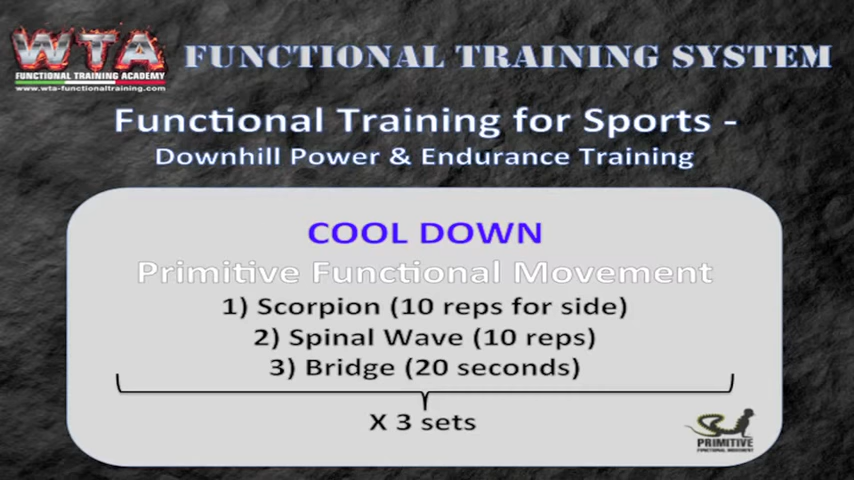 WTA
FUNCTIONAL TRAINING ACADEMY
www.wta-functionaltraining.com
FUNCTIONAL TRAINING SYSTEM
Functional Training for Sports -
Downhill Power & Endurance Training
COOL DOWN
Primitive Functional Movement
1) Scorpion (10 reps for side)
2) Spinal Wave (10 reps)
3) Bridge (20 seconds)
X 3 sets
PRIMITIVE
FUNCTIONAL MOVEMENT